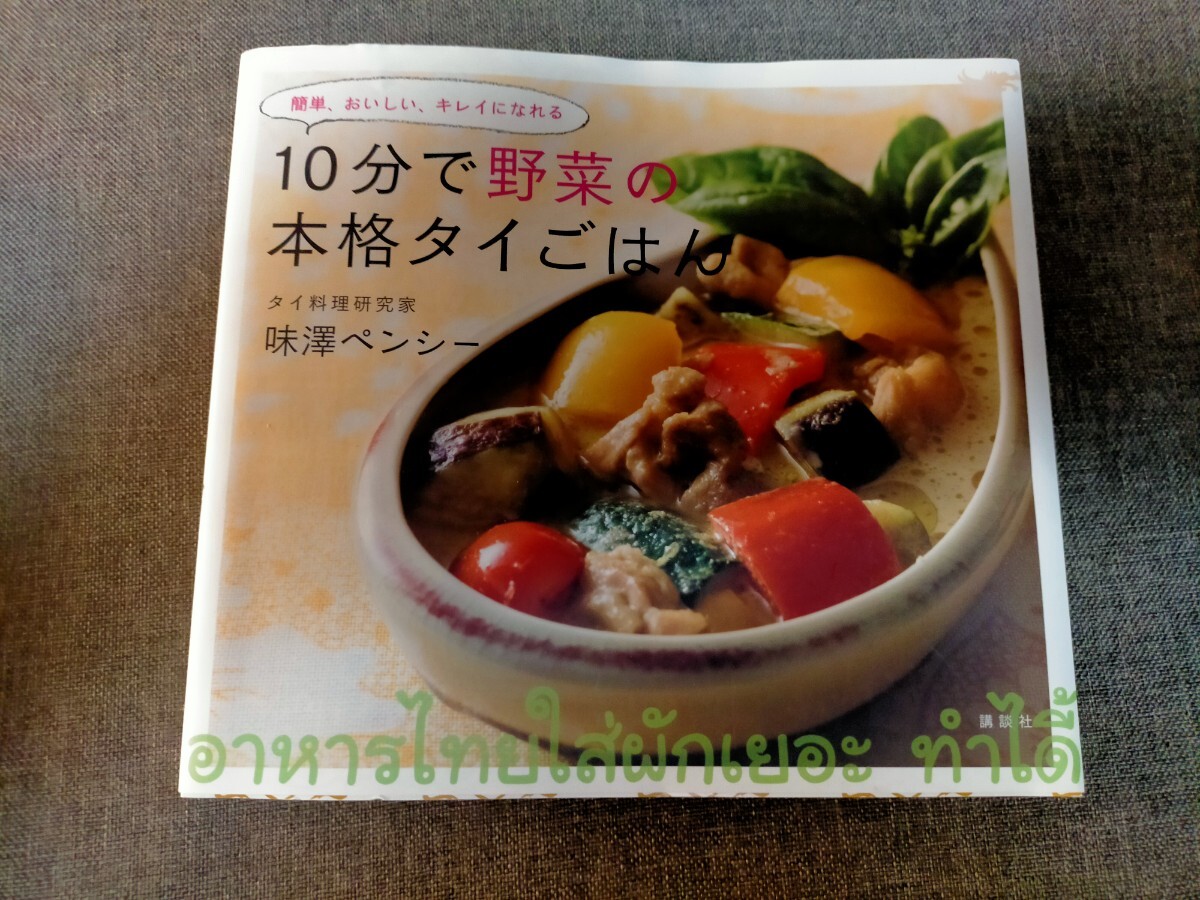 簡単、おいしい、キレイになれる
10分で野菜の
本格タイごはん
タイ料理研究家
味澤ペンシー
講談社
อาหารไทยใส่ผักเยอะ ทำได้